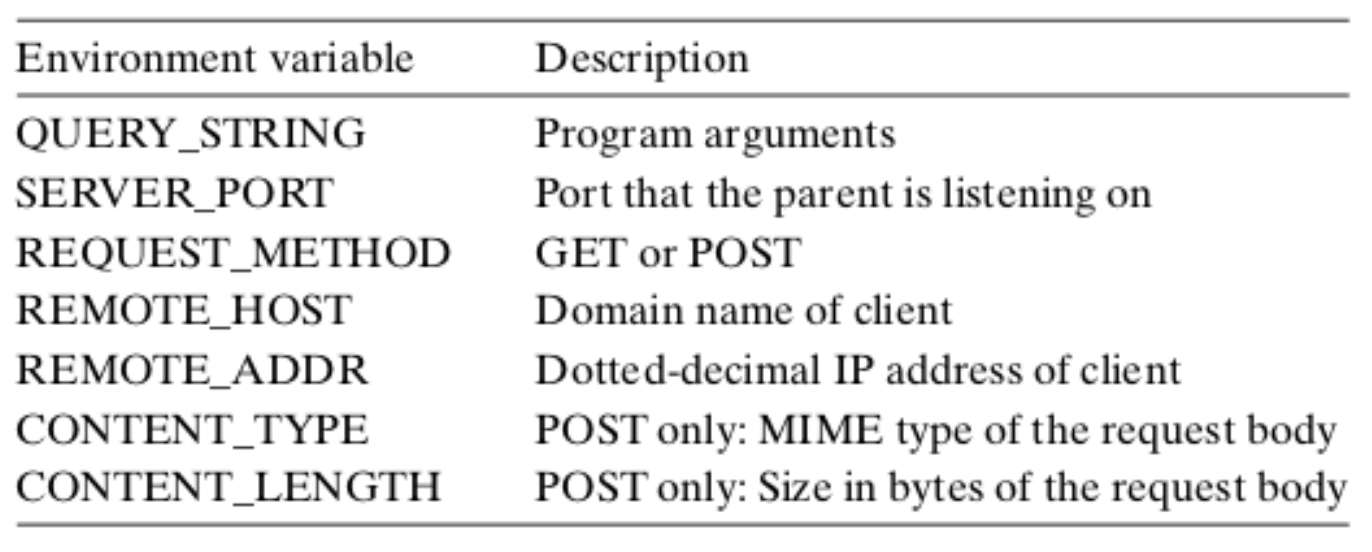 Environment variable Description
QUERY_STRING Program arguments
SERVER_PORT Port that the parent is listening on
REQUEST_METHOD GET or POST
REMOTE_HOST Domain name of client
REMOTE_ADDR Dotted-decimal IP address of client
CONTENT_TYPE POST only: MIME type of the request body
CONTENT_LENGTH POST only: Size in bytes of the request body